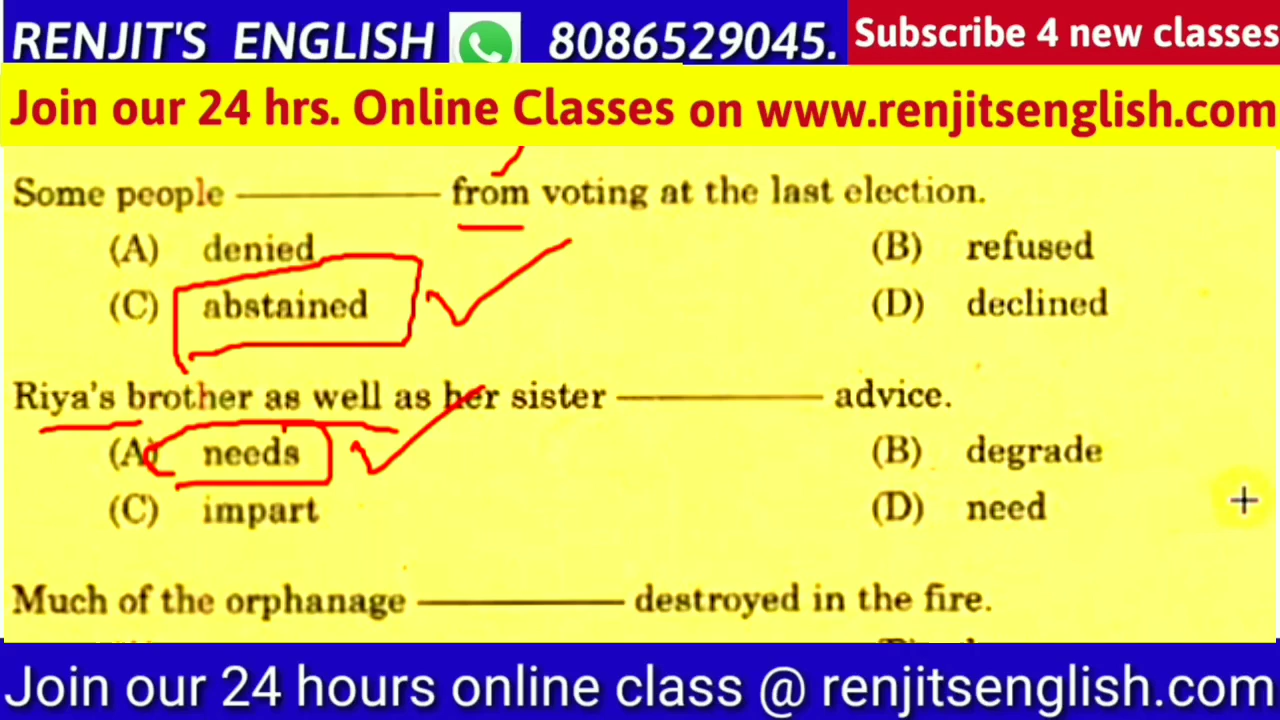 RENJIT'S ENGLISH 8086529045. Subscribe 4 new classes
Join our 24 hrs. Online Classes on www.renjitsenglish.com
Some people ———— from voting at the last election.
(A) denied (B) refused
(C) abstained (D) declined
Riya's brother as well as her sister ———— advice.
(A) needs (B) degrade
(C) impart (D) need
Much of the orphanage ———— destroyed in the fire.
Join our 24 hours online class @ renjitsenglish.com